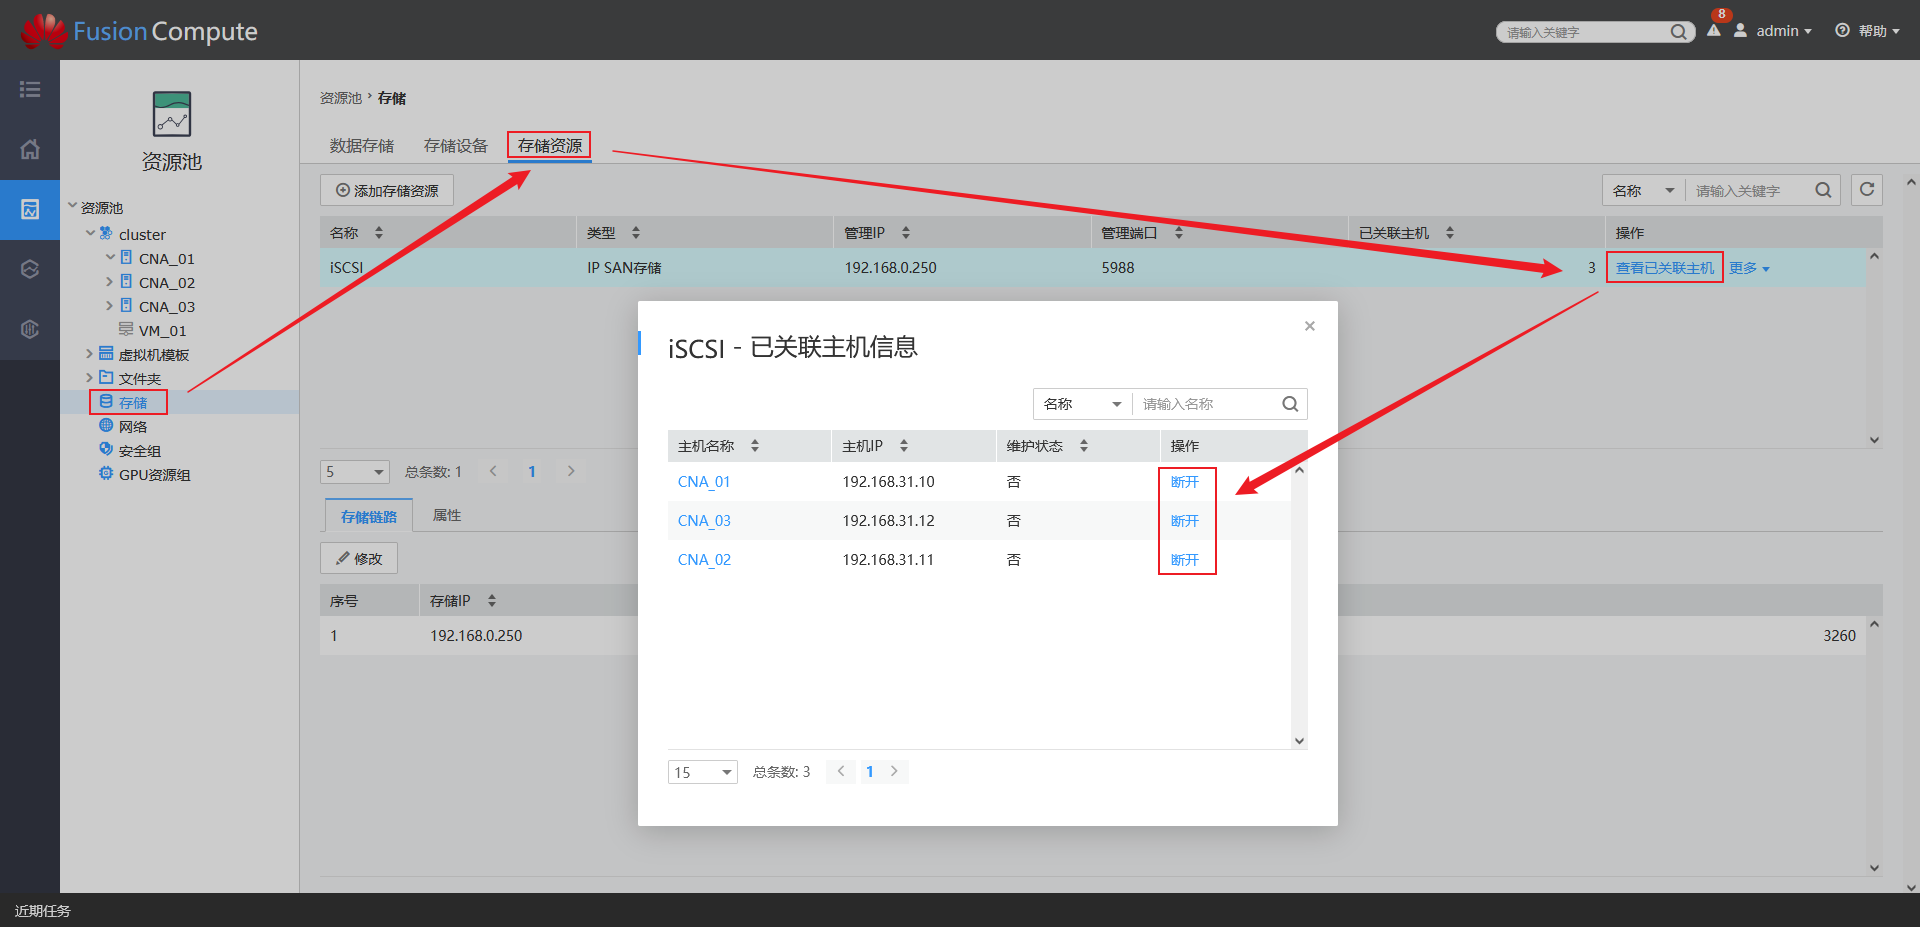 FusionCompute
请输入关键字
8
admin
帮助
资源池
资源池
cluster
CNA_01
CNA_02
CNA_03
VM_01
虚拟机模板
文件夹
存储
网络
安全组
GPU资源组
资源池 › 存储
数据存储 存储设备 存储资源
添加存储资源
名称 请输入关键字
名称 类型 管理IP 管理端口 已关联主机 操作
iSCSI IP SAN存储 192.168.0.250 5988 3 查看已关联主机 更多
5 总条数: 1 1
存储链路 属性
修改
序号 存储IP
1 192.168.0.250 3260
iSCSI - 已关联主机信息
×
名称 请输入名称
主机名称 主机IP 维护状态 操作
CNA_01 192.168.31.10 否 断开
CNA_03 192.168.31.12 否 断开
CNA_02 192.168.31.11 否 断开
15 总条数: 3 1
近期任务